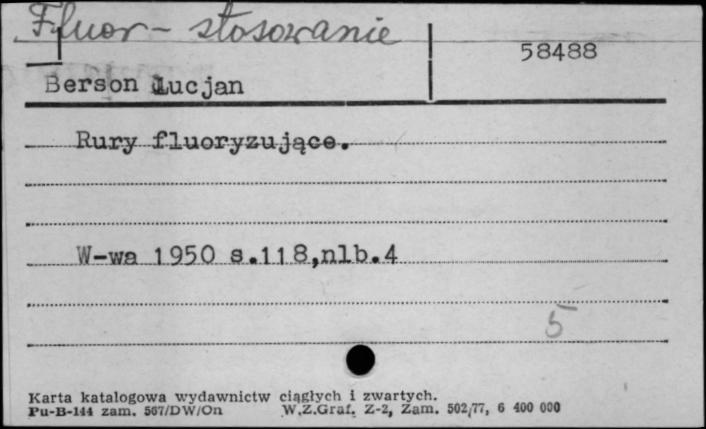 Fluor - stosowanie
58488
Berson Lucjan
Rury fluoryzujące.
W-wa 1950 s.118,nlb.4
5
Karta katalogowa wydawnictw ciągłych i zwartych.
Pu-B-144 zam. 567/DW/On W.Z.Graf. Z-2, Zam. 502/77, 6 400 000